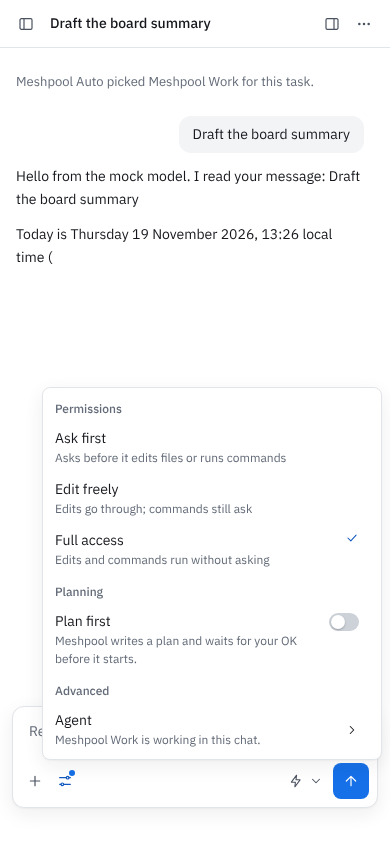 Draft the board summary
Meshpool Auto picked Meshpool Work for this task.
Draft the board summary
Hello from the mock model. I read your message: Draft
the board summary
Today is Thursday 19 November 2026, 13:26 local
time (
Permissions
Ask first
Asks before it edits files or runs commands
Edit freely
Edits go through; commands still ask
Full access
Edits and commands run without asking
Planning
Plan first
Meshpool writes a plan and waits for your OK
before it starts.
Advanced
Agent
Meshpool Work is working in this chat.
Re